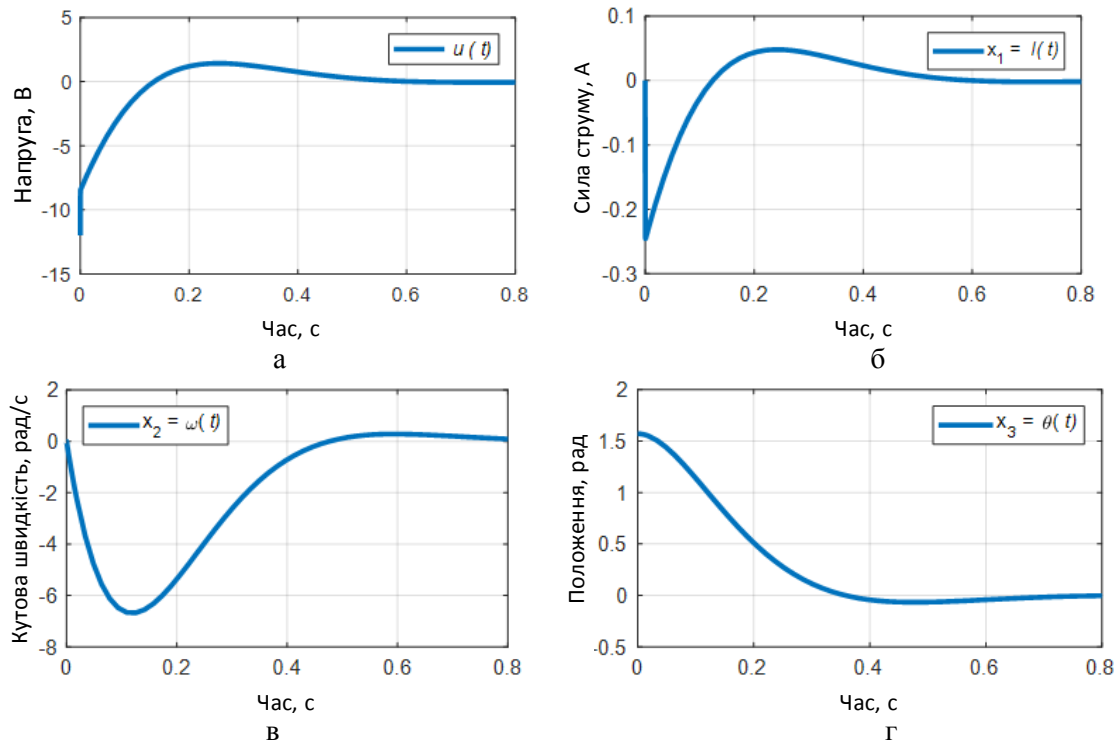 Напруга, В
5
0
-5
-10
-15
u ( t)
0
0.2
0.4
0.6
0.8
Час, с
а
Сила струму, А
0.1
0
-0.1
-0.2
-0.3
x1 = I( t)
0
0.2
0.4
0.6
0.8
Час, с
б
Кутова швидкість, рад/с
2
0
-2
-4
-6
-8
x2 = ω( t)
0
0.2
0.4
0.6
0.8
Час, с
в
Положення, рад
2
1.5
1
0.5
0
-0.5
x3 = θ( t)
0
0.2
0.4
0.6
0.8
Час, с
г